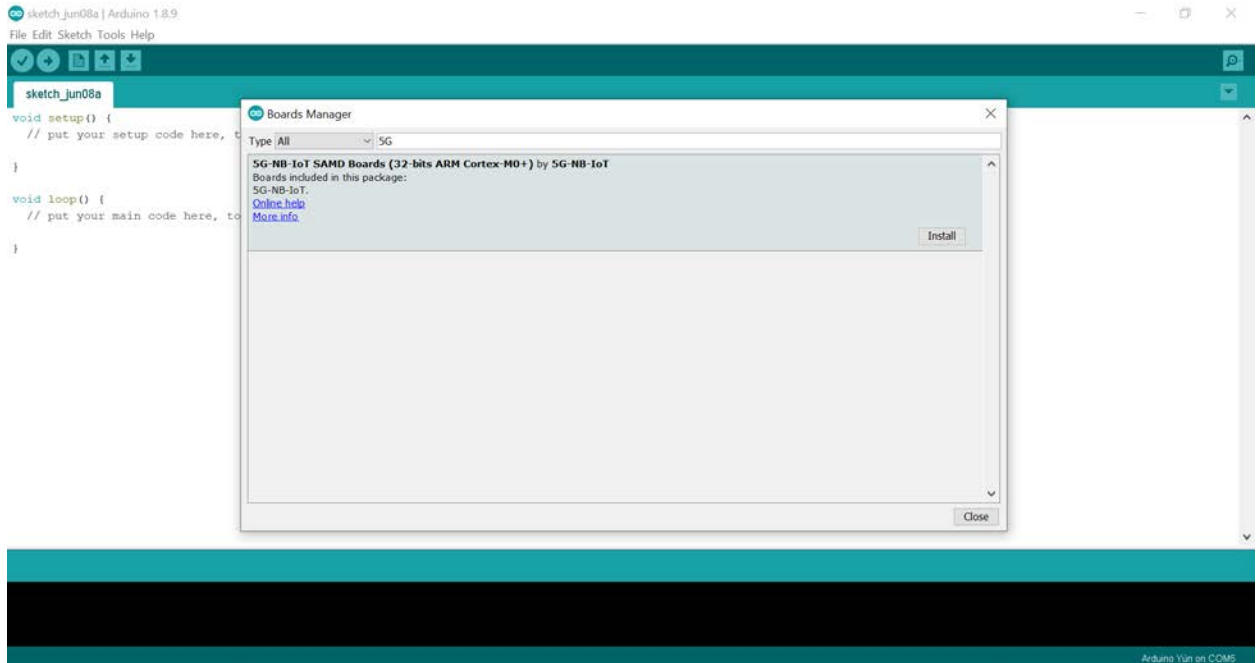 sketch_jun08a | Arduino 1.8.9
File Edit Sketch Tools Help
sketch_jun08a
void setup() {
// put your setup code here, t
}
void loop() {
// put your main code here, to
}
Boards Manager
Type All 5G
5G-NB-IoT SAMD Boards (32-bits ARM Cortex-M0+) by 5G-NB-IoT
Boards included in this package:
5G-NB-IoT.
Online help
More info
Install
Close
Arduino Yún on COM5